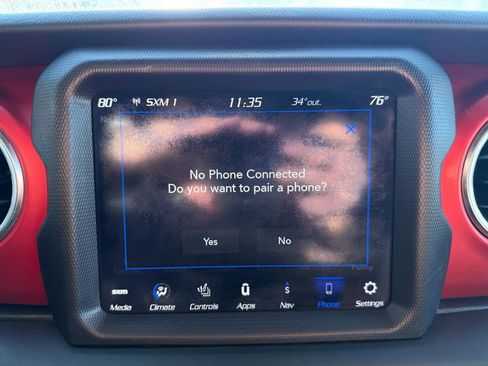 80° SXM 1 11:35 34°out. 76°
No Phone Connected
Do you want to pair a phone?
Yes No
sxm
Media Climate Controls Apps Nav Phone Settings